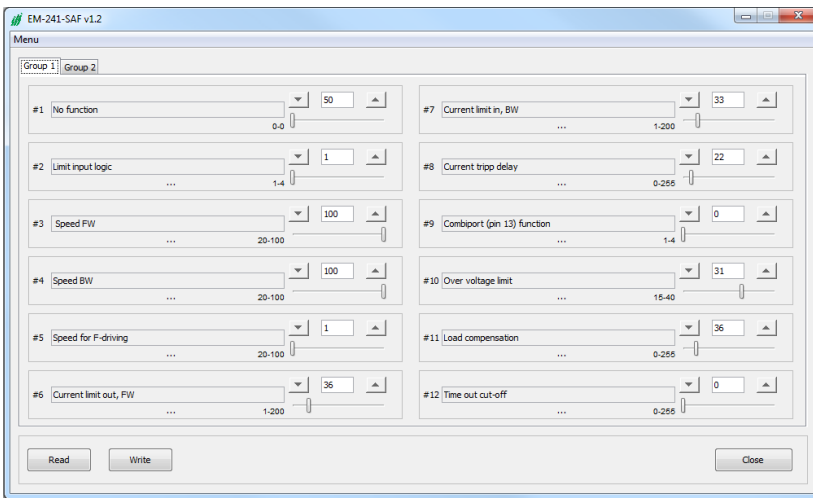 EM-241-SAF v1.2
Menu
Group 1 Group 2
#1 No function 50
0-0
#2 Limit input logic 1
... 1-4
#3 Speed FW 100
... 20-100
#4 Speed BW 100
... 20-100
#5 Speed for F-driving 1
... 20-100
#6 Current limit out, FW 36
... 1-200
#7 Current limit in, BW 33
... 1-200
#8 Current tripp delay 22
... 0-255
#9 Combiport (pin 13) function 0
... 1-4
#10 Over voltage limit 31
... 15-40
#11 Load compensation 36
... 0-255
#12 Time out cut-off 0
... 0-255
Read Write Close